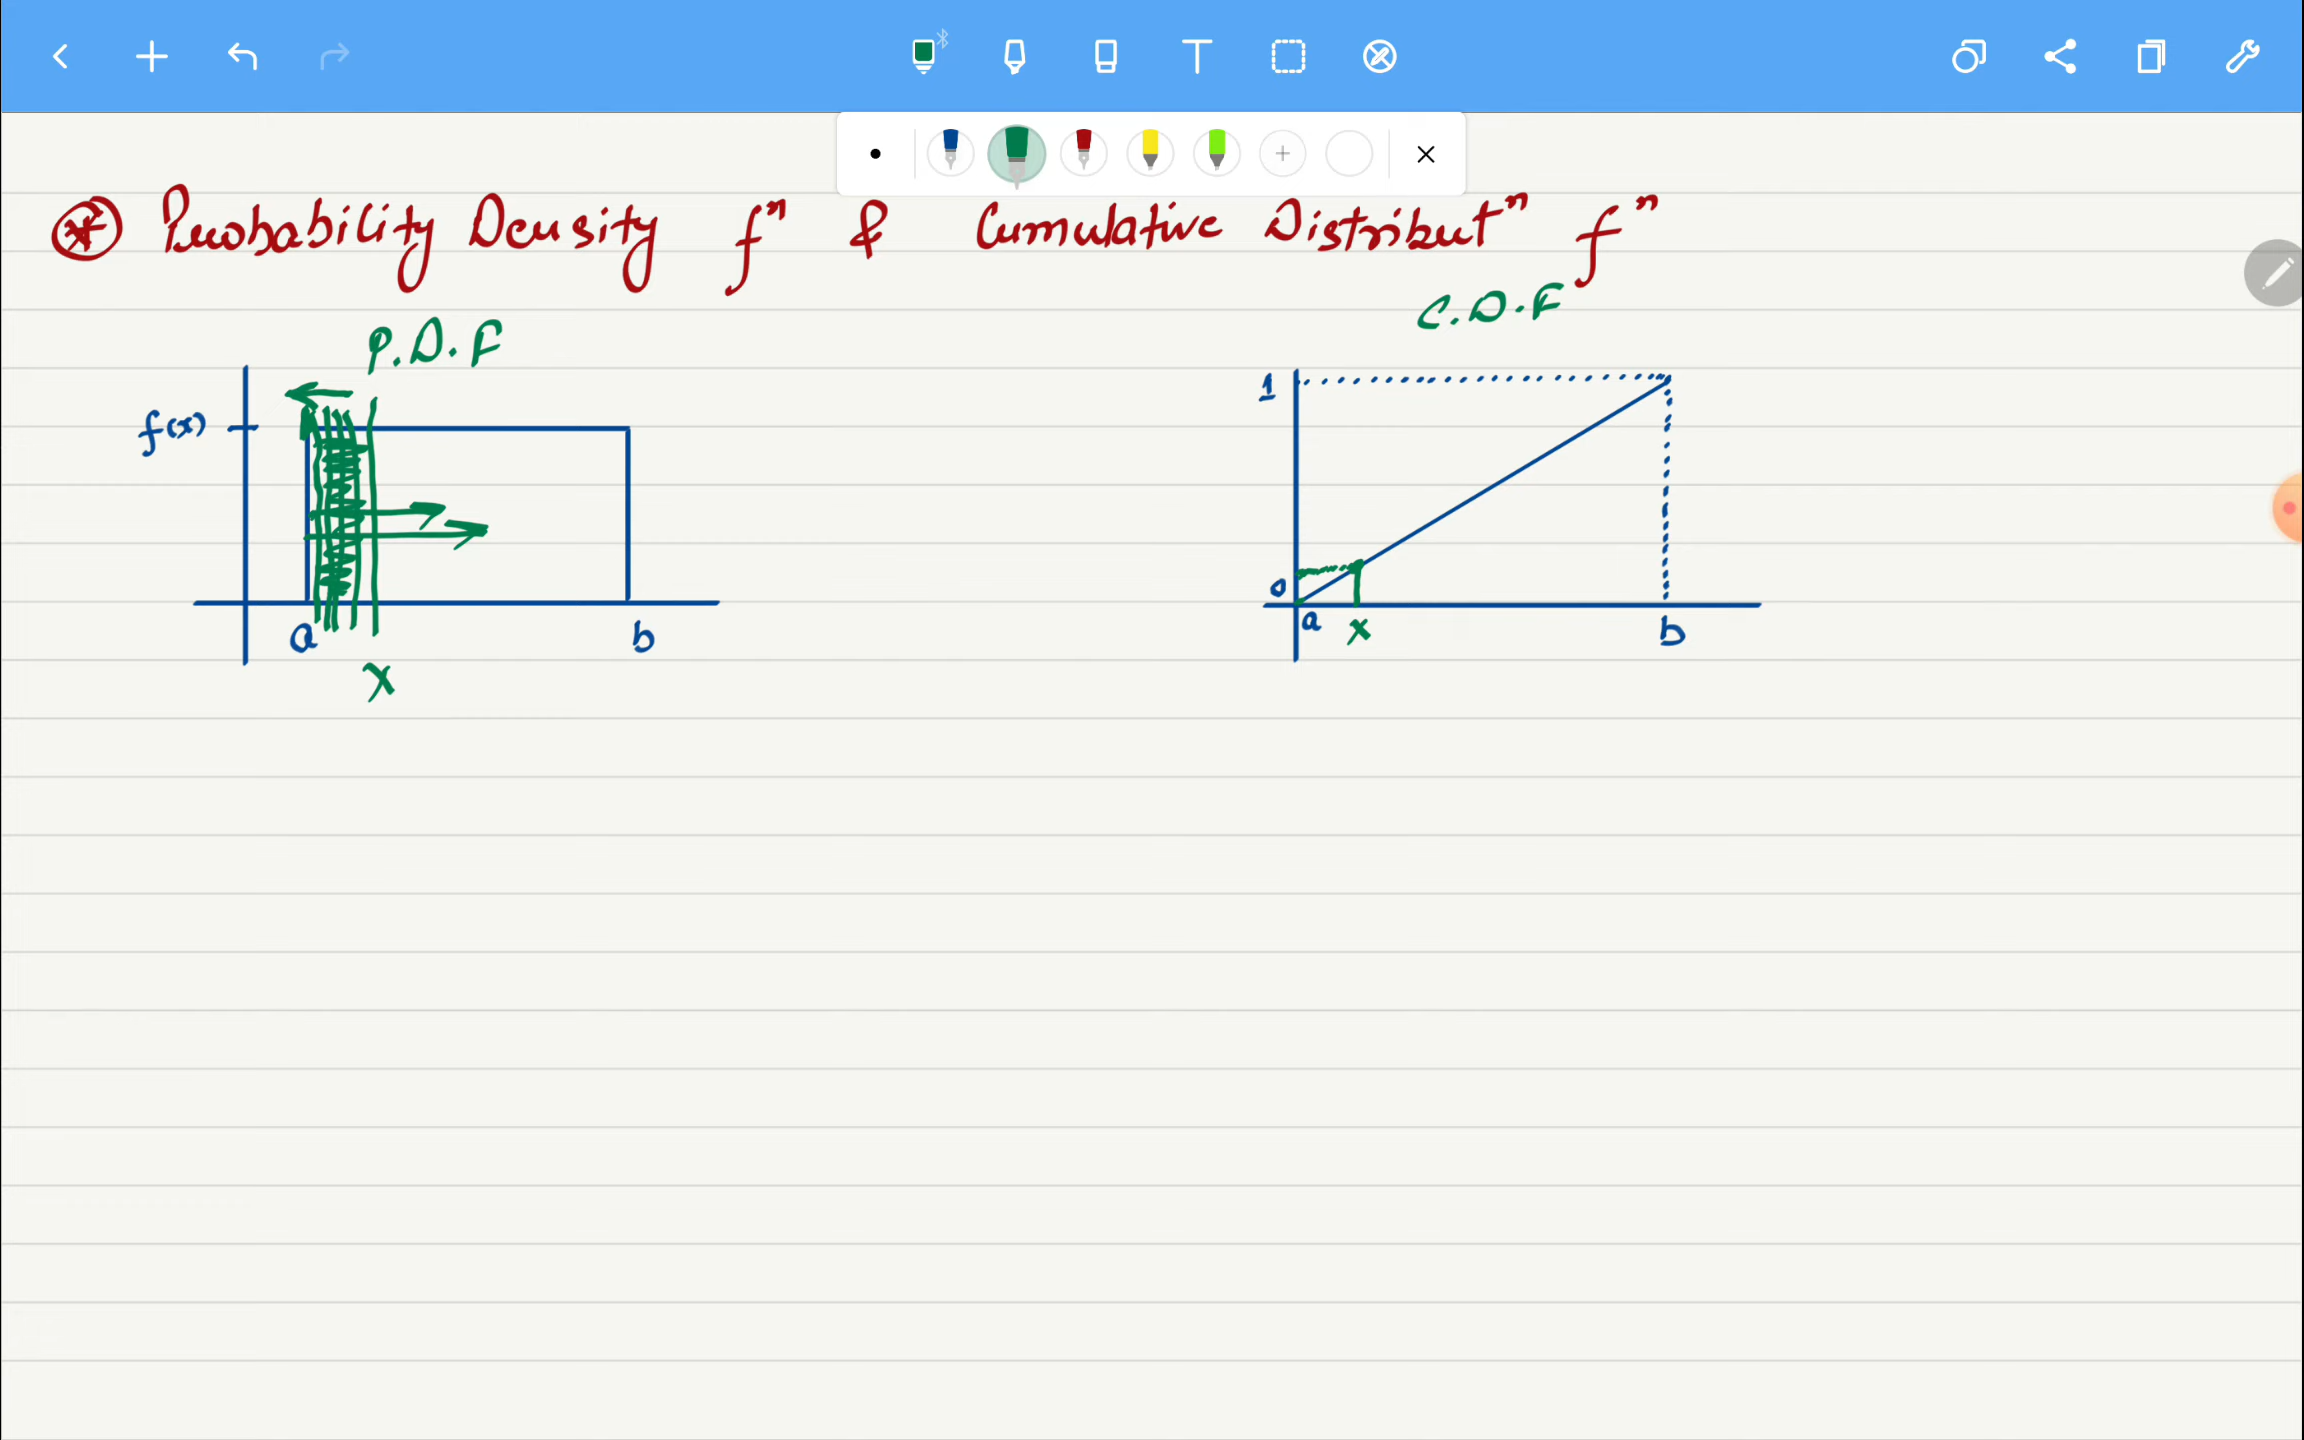 Probability Density fⁿ & Cumulative Distributⁿ fⁿ
C.D.F
P.D.F
1
f(x)
0
a x b
a b
x